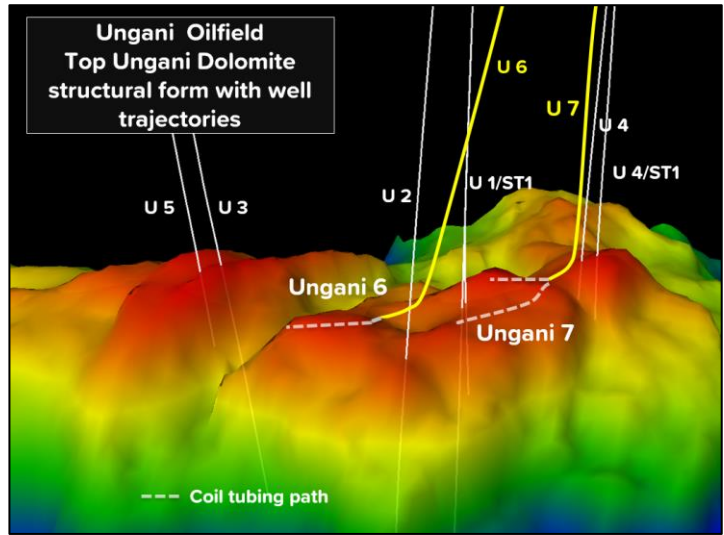 Ungani Oilfield
Top Ungani Dolomite
structural form with well
trajectories
U 6
U 7
U 4
U 4/ST1
U 1/ST1
U 2
U 5
U 3
Ungani 6
Ungani 7
Coil tubing path